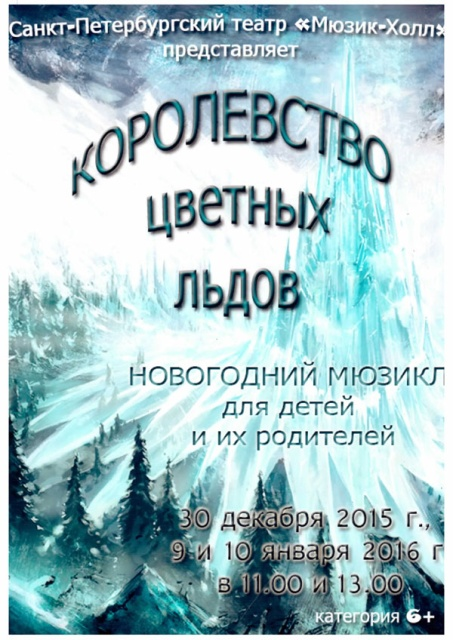 Санкт-Петербургский театр «Мюзик-Холл»
представляет
КОРОЛЕВСТВО
цветных
льдов
НОВОГОДНИЙ МЮЗИКЛ
для детей
и их родителей
30 декабря 2015 г.,
9 и 10 января 2016 г
в 11.00 и 13.00
категория 6+